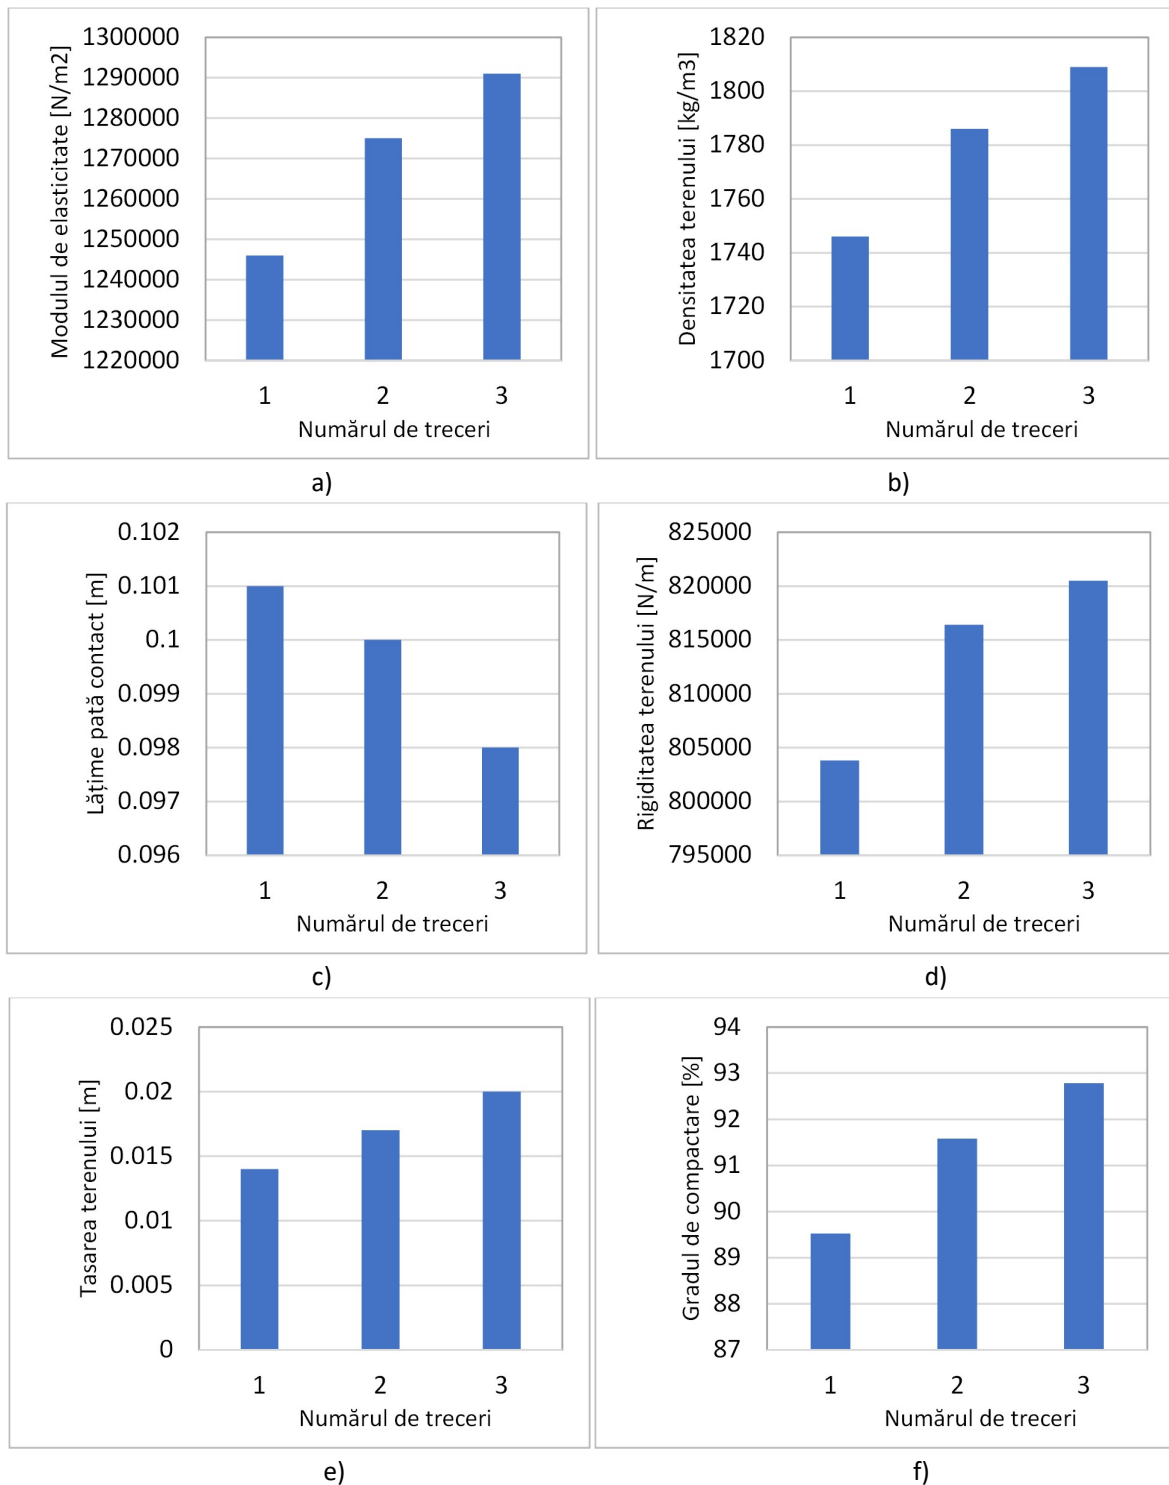 Modulul de elasticitate [N/m2]
1300000
1290000
1280000
1270000
1260000
1250000
1240000
1230000
1220000
1 2 3
Numărul de treceri
a)
Densitatea terenului [kg/m3]
1820
1800
1780
1760
1740
1720
1700
1 2 3
Numărul de treceri
b)
Lățime pată contact [m]
0.102
0.101
0.1
0.099
0.098
0.097
0.096
1 2 3
Numărul de treceri
c)
Rigiditatea terenului [N/m]
825000
820000
815000
810000
805000
800000
795000
1 2 3
Numărul de treceri
d)
Tasarea terenului [m]
0.025
0.02
0.015
0.01
0.005
0
1 2 3
Numărul de treceri
e)
Gradul de compactare [%]
94
93
92
91
90
89
88
87
1 2 3
Numărul de treceri
f)